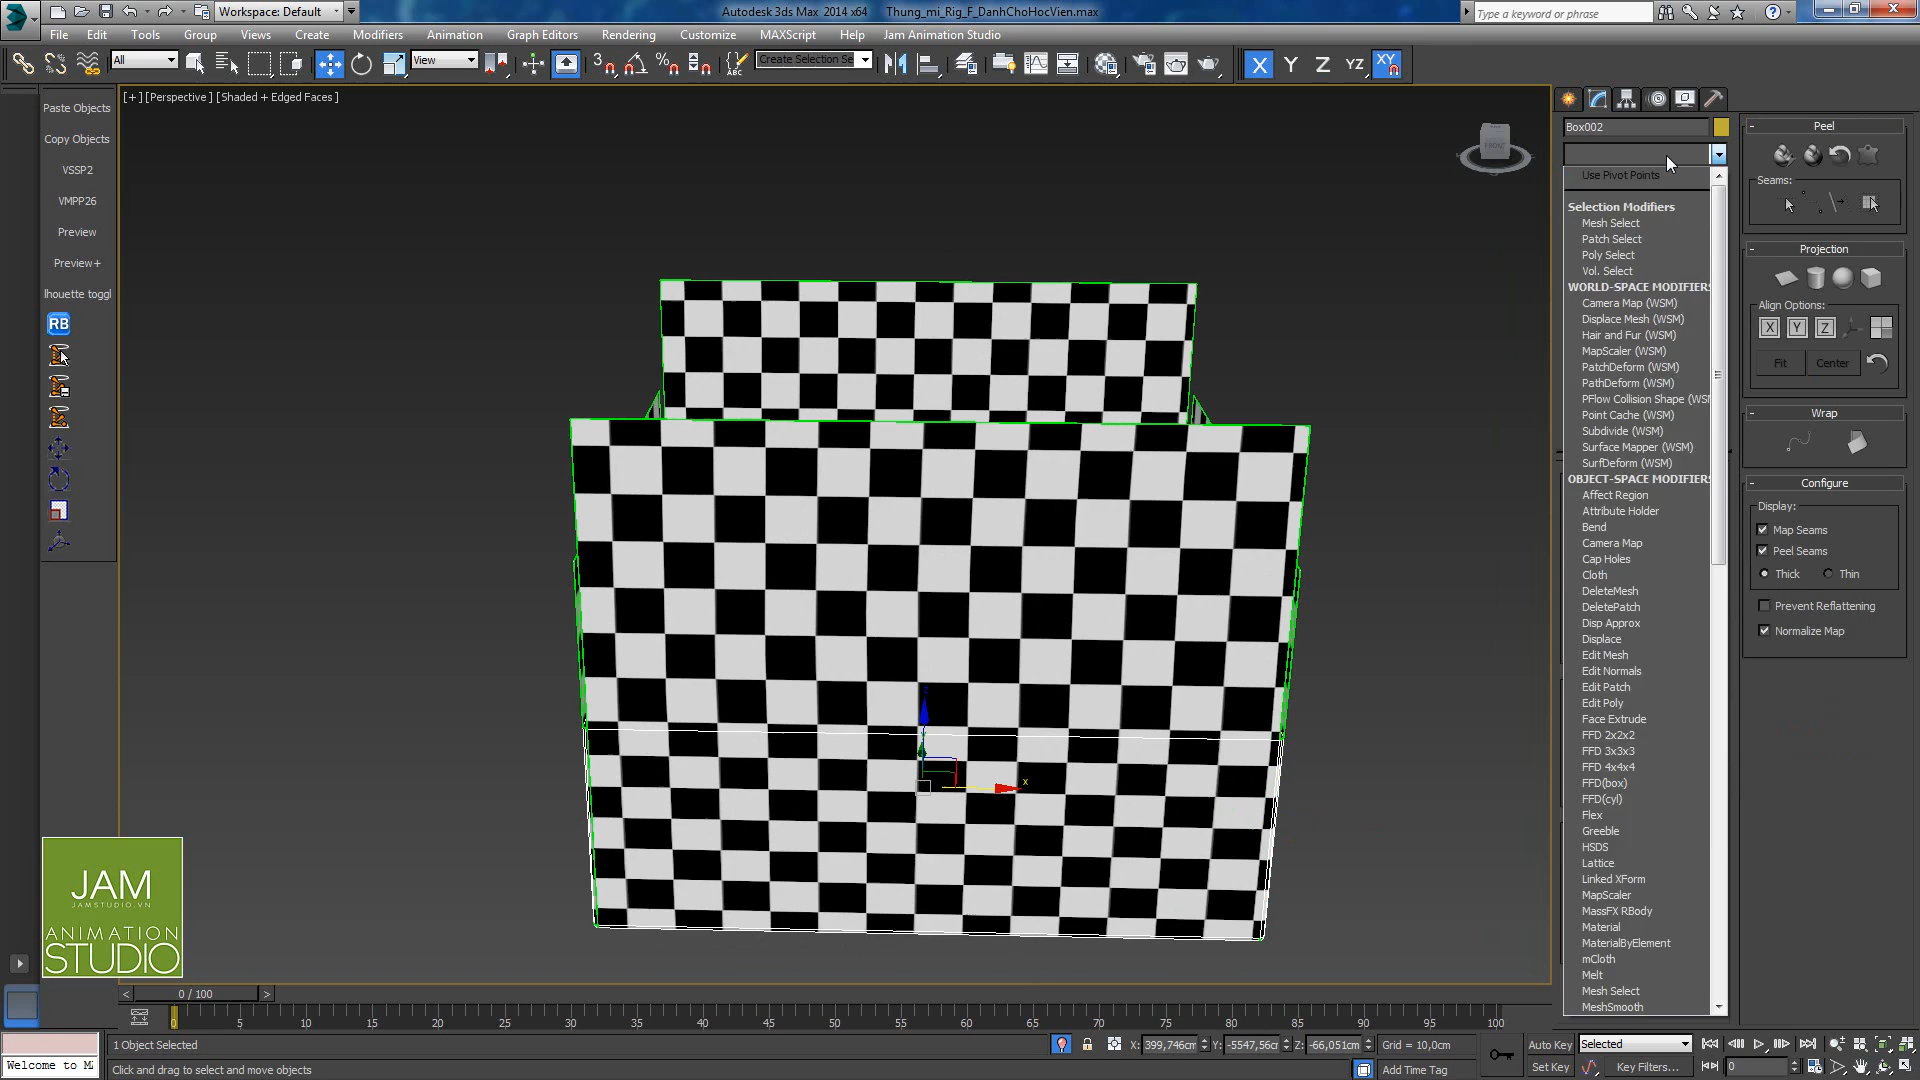 Workspace: Default
Autodesk 3ds Max 2014 x64 Thung_mi_Rig_F_DanhChoHocVien.max
Type a keyword or phrase
File Edit Tools Group Views Create Modifiers Animation Graph Editors Rendering Customize MAXScript Help Jam Animation Studio
All View Create Selection Se X Y Z YZ XY
[+] [Perspective ] [Shaded + Edged Faces ]
Paste Objects
Copy Objects
VSSP2
VMPP26
Preview
Preview+
lhouette toggl
RB
FRONT
z
x
JAM
JAMSTUDIO.VN
ANIMATION
STUDIO
Box002
Use Pivot Points
Selection Modifiers
Mesh Select
Patch Select
Poly Select
Vol. Select
WORLD-SPACE MODIFIERS
Camera Map (WSM)
Displace Mesh (WSM)
Hair and Fur (WSM)
MapScaler (WSM)
PatchDeform (WSM)
PathDeform (WSM)
PFlow Collision Shape (WSM
Point Cache (WSM)
Subdivide (WSM)
Surface Mapper (WSM)
SurfDeform (WSM)
OBJECT-SPACE MODIFIERS
Affect Region
Attribute Holder
Bend
Camera Map
Cap Holes
Cloth
DeleteMesh
DeletePatch
Disp Approx
Displace
Edit Mesh
Edit Normals
Edit Patch
Edit Poly
Face Extrude
FFD 2x2x2
FFD 3x3x3
FFD 4x4x4
FFD(box)
FFD(cyl)
Flex
Greeble
HSDS
Lattice
Linked XForm
MapScaler
MassFX RBody
Material
MaterialByElement
mCloth
Melt
Mesh Select
MeshSmooth
Peel
Seams:
Projection
Align Options:
X Y Z
Fit Center
Wrap
Configure
Display:
Map Seams
Peel Seams
Thick Thin
Prevent Reflattening
Normalize Map
0 / 100
0 5 10 15 20 25 30 35 40 45 50 55 60 65 70 75 80 85 90 95 100
1 Object Selected
X: 399,746cm Y: -5547,56cr Z: -66,051cm Grid = 10,0cm
Auto Key Selected
Welcome to M
Click and drag to select and move objects
Add Time Tag
Set Key Key Filters... 0